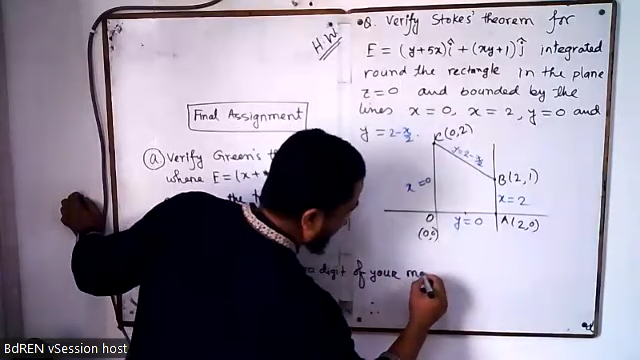 H.W
Final Assignment
(a) Verify Green's t
where F = (x +
digit of your m
Q. Verify Stokes' theorem for
F = (y+5x)î + (xy+1)ĵ integrated
round the rectangle in the plane
z=0 and bounded by the
lines x=0, x=2, y=0 and
y = 2-x/2.
C(0,2)
y=2-x/2
x=0
B(2,1)
x=2
O
y=0
A(2,0)
(0,0)
BdREN vSession host